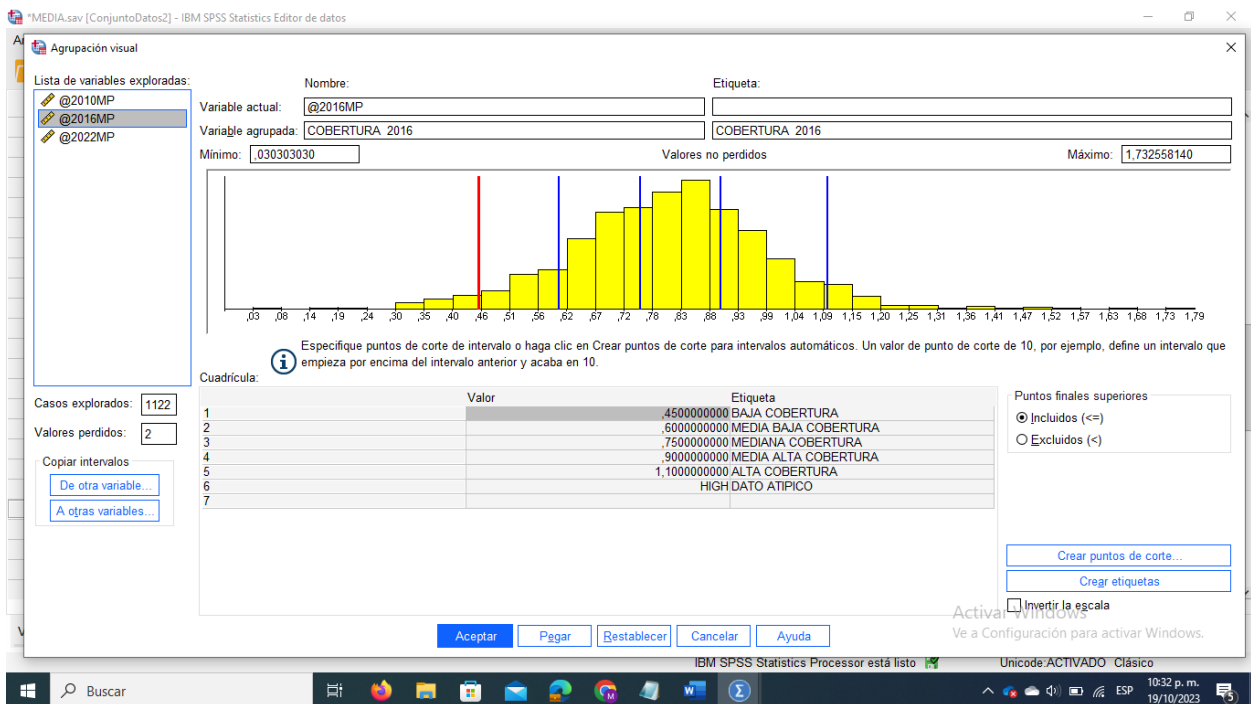 *MEDIA.sav [ConjuntoDatos2] - IBM SPSS Statistics Editor de datos
Agrupación visual
Lista de variables exploradas:
@2010MP
@2016MP
@2022MP
Nombre: Etiqueta:
Variable actual: @2016MP
Variable agrupada: COBERTURA 2016 COBERTURA 2016
Mínimo: ,030303030 Valores no perdidos Máximo: 1,732558140
,03 ,08 ,14 ,19 ,24 ,30 ,35 ,40 ,46 ,51 ,56 ,62 ,67 ,72 ,78 ,83 ,88 ,93 ,99 1,04 1,09 1,15 1,20 1,25 1,31 1,36 1,41 1,47 1,52 1,57 1,63 1,68 1,73 1,79
Especifique puntos de corte de intervalo o haga clic en Crear puntos de corte para intervalos automáticos. Un valor de punto de corte de 10, por ejemplo, define un intervalo que
empieza por encima del intervalo anterior y acaba en 10.
Casos explorados: 1122
Valores perdidos: 2
Copiar intervalos
De otra variable...
A otras variables...
Cuadrícula:
Valor Etiqueta
1 ,4500000000 BAJA COBERTURA
2 ,6000000000 MEDIA BAJA COBERTURA
3 ,7500000000 MEDIANA COBERTURA
4 ,9000000000 MEDIA ALTA COBERTURA
5 1,1000000000 ALTA COBERTURA
6 HIGH DATO ATIPICO
7
Puntos finales superiores
Incluidos (<=)
Excluidos (<)
Crear puntos de corte...
Crear etiquetas
Invertir la escala
Activar Windows
Ve a Configuración para activar Windows.
Aceptar Pegar Restablecer Cancelar Ayuda
IBM SPSS Statistics Processor está listo Unicode:ACTIVADO Clásico
Buscar
ESP
10:32 p. m.
19/10/2023
5